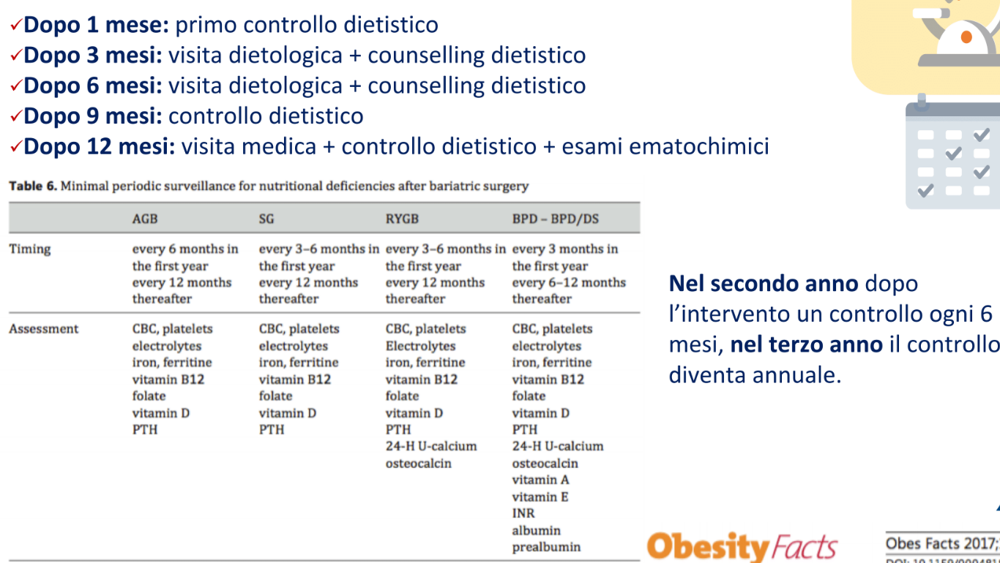 ✓Dopo 1 mese: primo controllo dietistico
✓Dopo 3 mesi: visita dietologica + counselling dietistico
✓Dopo 6 mesi: visita dietologica + counselling dietistico
✓Dopo 9 mesi: controllo dietistico
✓Dopo 12 mesi: visita medica + controllo dietistico + esami ematochimici
Table 6. Minimal periodic surveillance for nutritional deficiencies after bariatric surgery
AGB SG RYGB BPD – BPD/DS
Timing every 6 months in every 3–6 months in every 3–6 months in every 3 months in
the first year the first year the first year the first year
every 12 months every 12 months every 12 months every 6–12 months
thereafter thereafter thereafter thereafter
Assessment CBC, platelets CBC, platelets CBC, platelets CBC, platelets
electrolytes electrolytes Electrolytes electrolytes
iron, ferritine iron, ferritine iron, ferritine iron, ferritine
vitamin B12 vitamin B12 vitamin B12 vitamin B12
folate folate folate folate
vitamin D vitamin D vitamin D vitamin D
PTH PTH PTH PTH
24-H U-calcium 24-H U-calcium
osteocalcin osteocalcin
vitamin A
vitamin E
INR
albumin
prealbumin
Nel secondo anno dopo
l’intervento un controllo ogni 6
mesi, nel terzo anno il controllo
diventa annuale.
Obesity Facts
Obes Facts 2017;